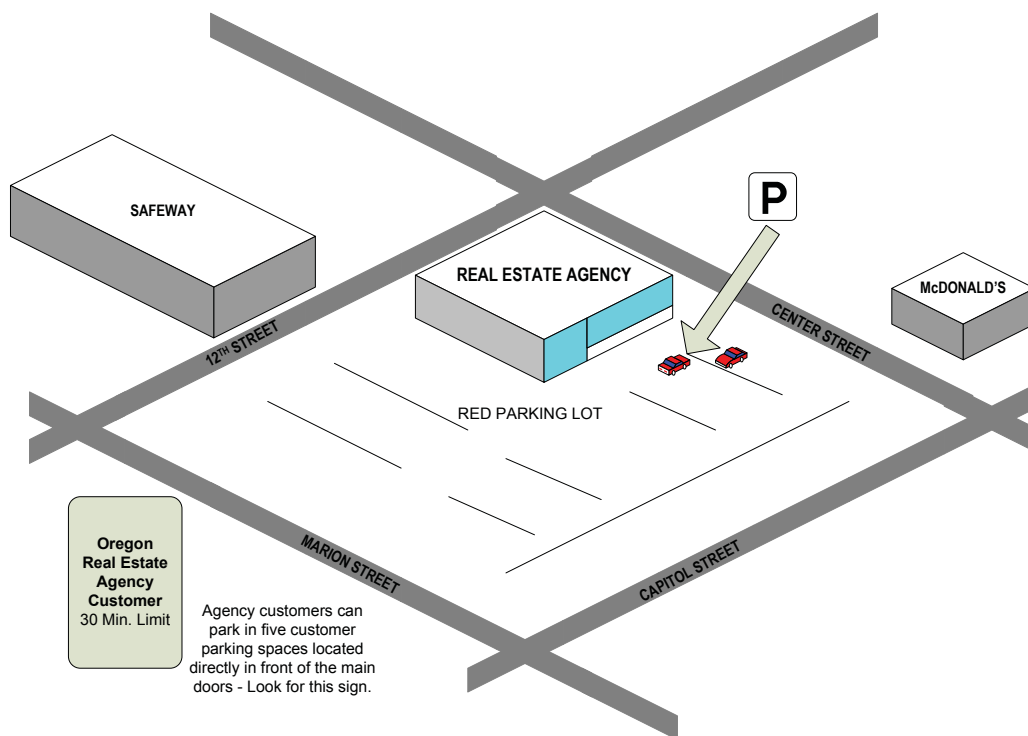 P
SAFEWAY
REAL ESTATE AGENCY
McDONALD'S
12TH STREET
CENTER STREET
RED PARKING LOT
MARION STREET
CAPITOL STREET
Oregon
Real Estate
Agency
Customer
30 Min. Limit
Agency customers can
park in five customer
parking spaces located
directly in front of the main
doors - Look for this sign.